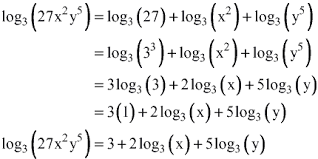 log₃(27x²y⁵) = log₃(27) + log₃(x²) + log₃(y⁵)
= log₃(3³) + log₃(x²) + log₃(y⁵)
= 3log₃(3) + 2log₃(x) + 5log₃(y)
= 3(1) + 2log₃(x) + 5log₃(y)
log₃(27x²y⁵) = 3 + 2log₃(x) + 5log₃(y)